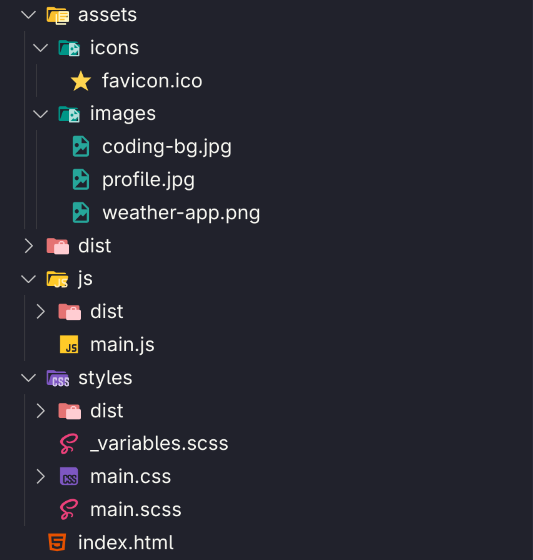 assets
icons
favicon.ico
images
coding-bg.jpg
profile.jpg
weather-app.png
dist
js
dist
main.js
styles
dist
_variables.scss
main.css
main.scss
index.html